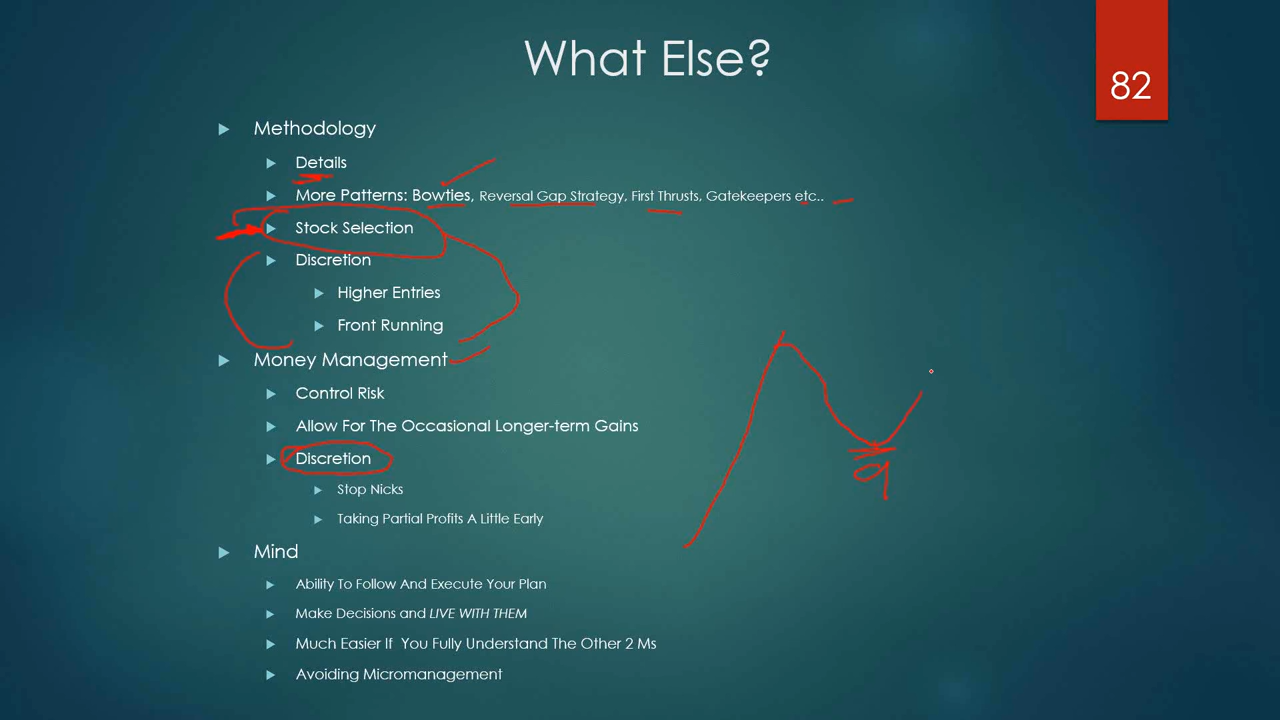 What Else?
82
Methodology
Details
More Patterns: Bowties, Reversal Gap Strategy, First Thrusts, Gatekeepers etc..
Stock Selection
Discretion
Higher Entries
Front Running
Money Management
Control Risk
Allow For The Occasional Longer-term Gains
Discretion
Stop Nicks
Taking Partial Profits A Little Early
Mind
Ability To Follow And Execute Your Plan
Make Decisions and LIVE WITH THEM
Much Easier If You Fully Understand The Other 2 Ms
Avoiding Micromanagement